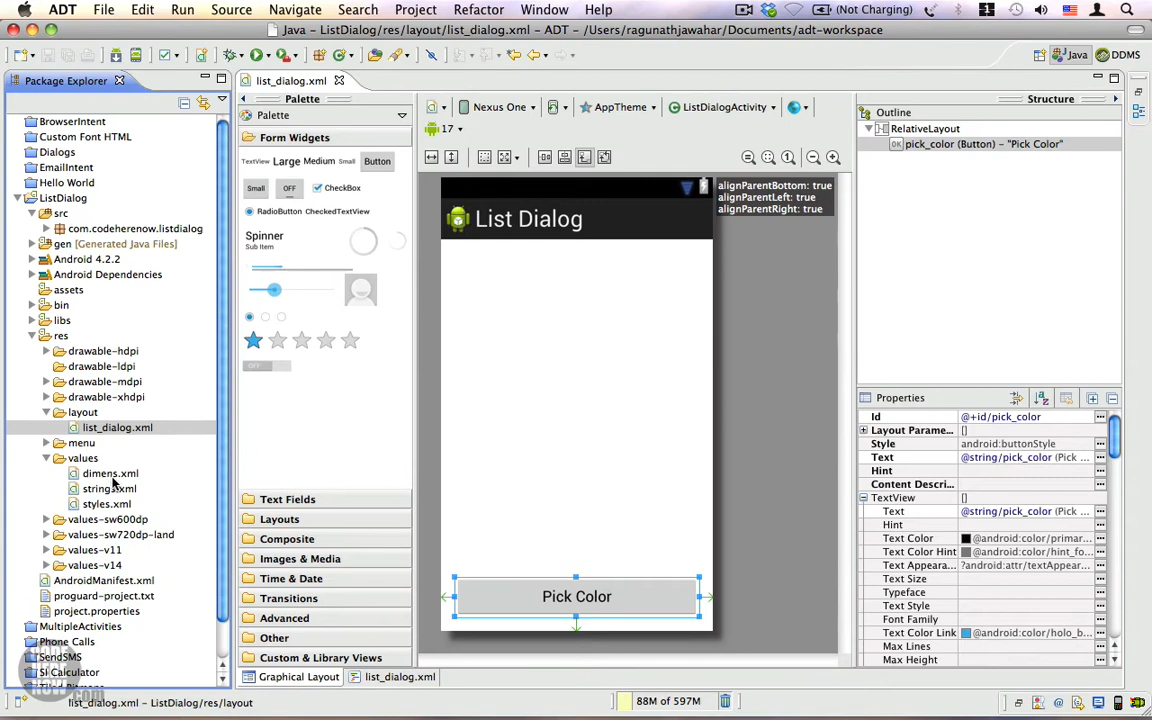 ADT File Edit Run Source Navigate Search Project Refactor Window Help (Not Charging) 1
Java - ListDialog/res/layout/list_dialog.xml - ADT - /Users/ragunathjawahar/Documents/adt-workspace
Java DDMS
Package Explorer
BrowserIntent
Custom Font HTML
Dialogs
EmailIntent
Hello World
ListDialog
src
com.codeherenow.listdialog
gen [Generated Java Files]
Android 4.2.2
Android Dependencies
assets
bin
libs
res
drawable-hdpi
drawable-ldpi
drawable-mdpi
drawable-xhdpi
layout
list_dialog.xml
menu
values
dimens.xml
strings.xml
styles.xml
values-sw600dp
values-sw720dp-land
values-v11
values-v14
AndroidManifest.xml
proguard-project.txt
project.properties
MultipleActivities
Phone Calls
SendSMS
SI Calculator
list_dialog.xml
Palette
Palette
Form Widgets
TextView Large Medium Small Button
Small OFF CheckBox
RadioButton CheckedTextView
Spinner
Sub Item
OFF
Text Fields
Layouts
Composite
Images & Media
Time & Date
Transitions
Advanced
Other
Custom & Library Views
Graphical Layout list_dialog.xml
Nexus One AppTheme ListDialogActivity
17
List Dialog
alignParentBottom: true
alignParentLeft: true
alignParentRight: true
Pick Color
Structure
Outline
RelativeLayout
OK pick_color (Button) - "Pick Color"
Properties
Id @+id/pick_color
Layout Parame... []
Style android:buttonStyle
Text @string/pick_color (Pick ...
Hint
Content Descri...
TextView []
Text @string/pick_color (Pick ...
Hint
Text Color @android:color/primar...
Text Color Hint @android:color/hint_fo...
Text Appeara... ?android:attr/textAppear...
Text Size
Typeface
Text Style
Font Family
Text Color Link @android:color/holo_b...
Max Lines
Max Height
list_dialog.xml - ListDialog/res/layout
88M of 597M